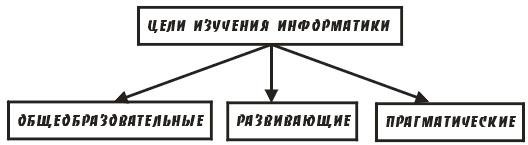 ЦЕЛИ ИЗУЧЕНИЯ ИНФОРМАТИКИ
ОБЩЕОБРАЗОВАТЕЛЬНЫЕ
РАЗВИВАЮЩИЕ
ПРАГМАТИЧЕСКИЕ